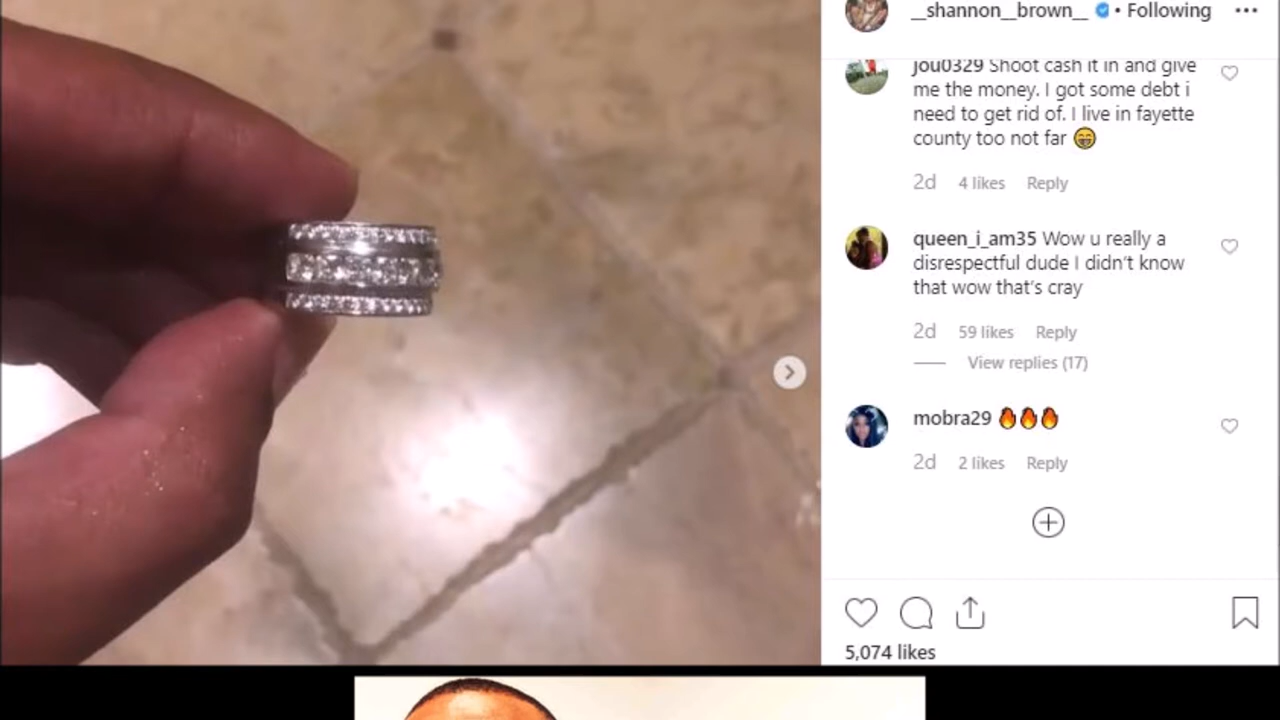 __shannon__brown__ • Following
jou0329 Shoot cash it in and give
me the money. I got some debt i
need to get rid of. I live in fayette
county too not far 😁
2d 4 likes Reply
queen_i_am35 Wow u really a
disrespectful dude I didn't know
that wow that's cray
2d 59 likes Reply
View replies (17)
mobra29 🔥🔥🔥
2d 2 likes Reply
5,074 likes